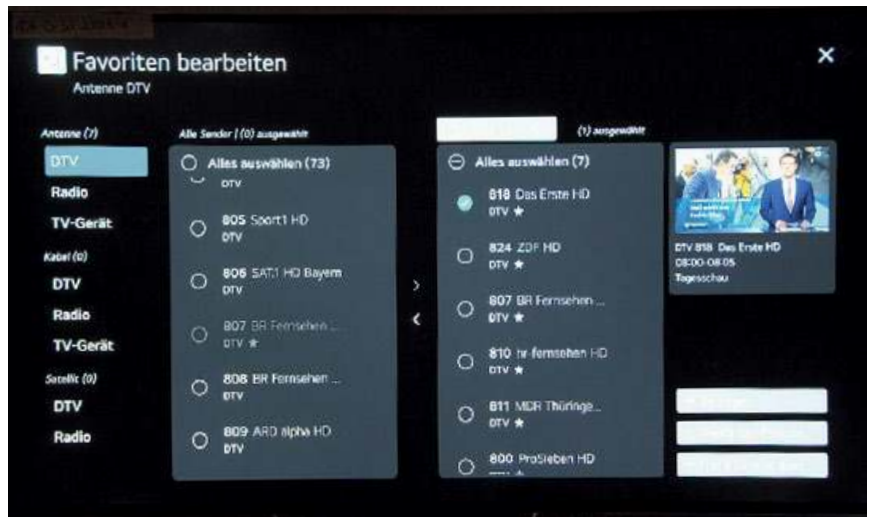 Favoriten bearbeiten
Antenne DTV
Antenne (7)
DTV
Radio
TV-Gerät
Kabel (0)
DTV
Radio
TV-Gerät
Satellit (0)
DTV
Radio
Alle Sender | (0) ausgewählt
Alles auswählen (73)
DTV
805 Sport1 HD
DTV
806 SAT.1 HD Bayern
DTV
807 BR Fernsehen ...
DTV ★
808 BR Fernsehen ...
DTV
809 ARD alpha HD
DTV
(1) ausgewählt
Alles auswählen (7)
818 Das Erste HD
DTV ★
824 ZDF HD
DTV ★
807 BR Fernsehen ...
DTV ★
810 hr-fernsehen HD
DTV ★
811 MDR Thüringe...
DTV ★
800 ProSieben HD
DTV 818 Das Erste HD
08:00-08:05
Tagesschau